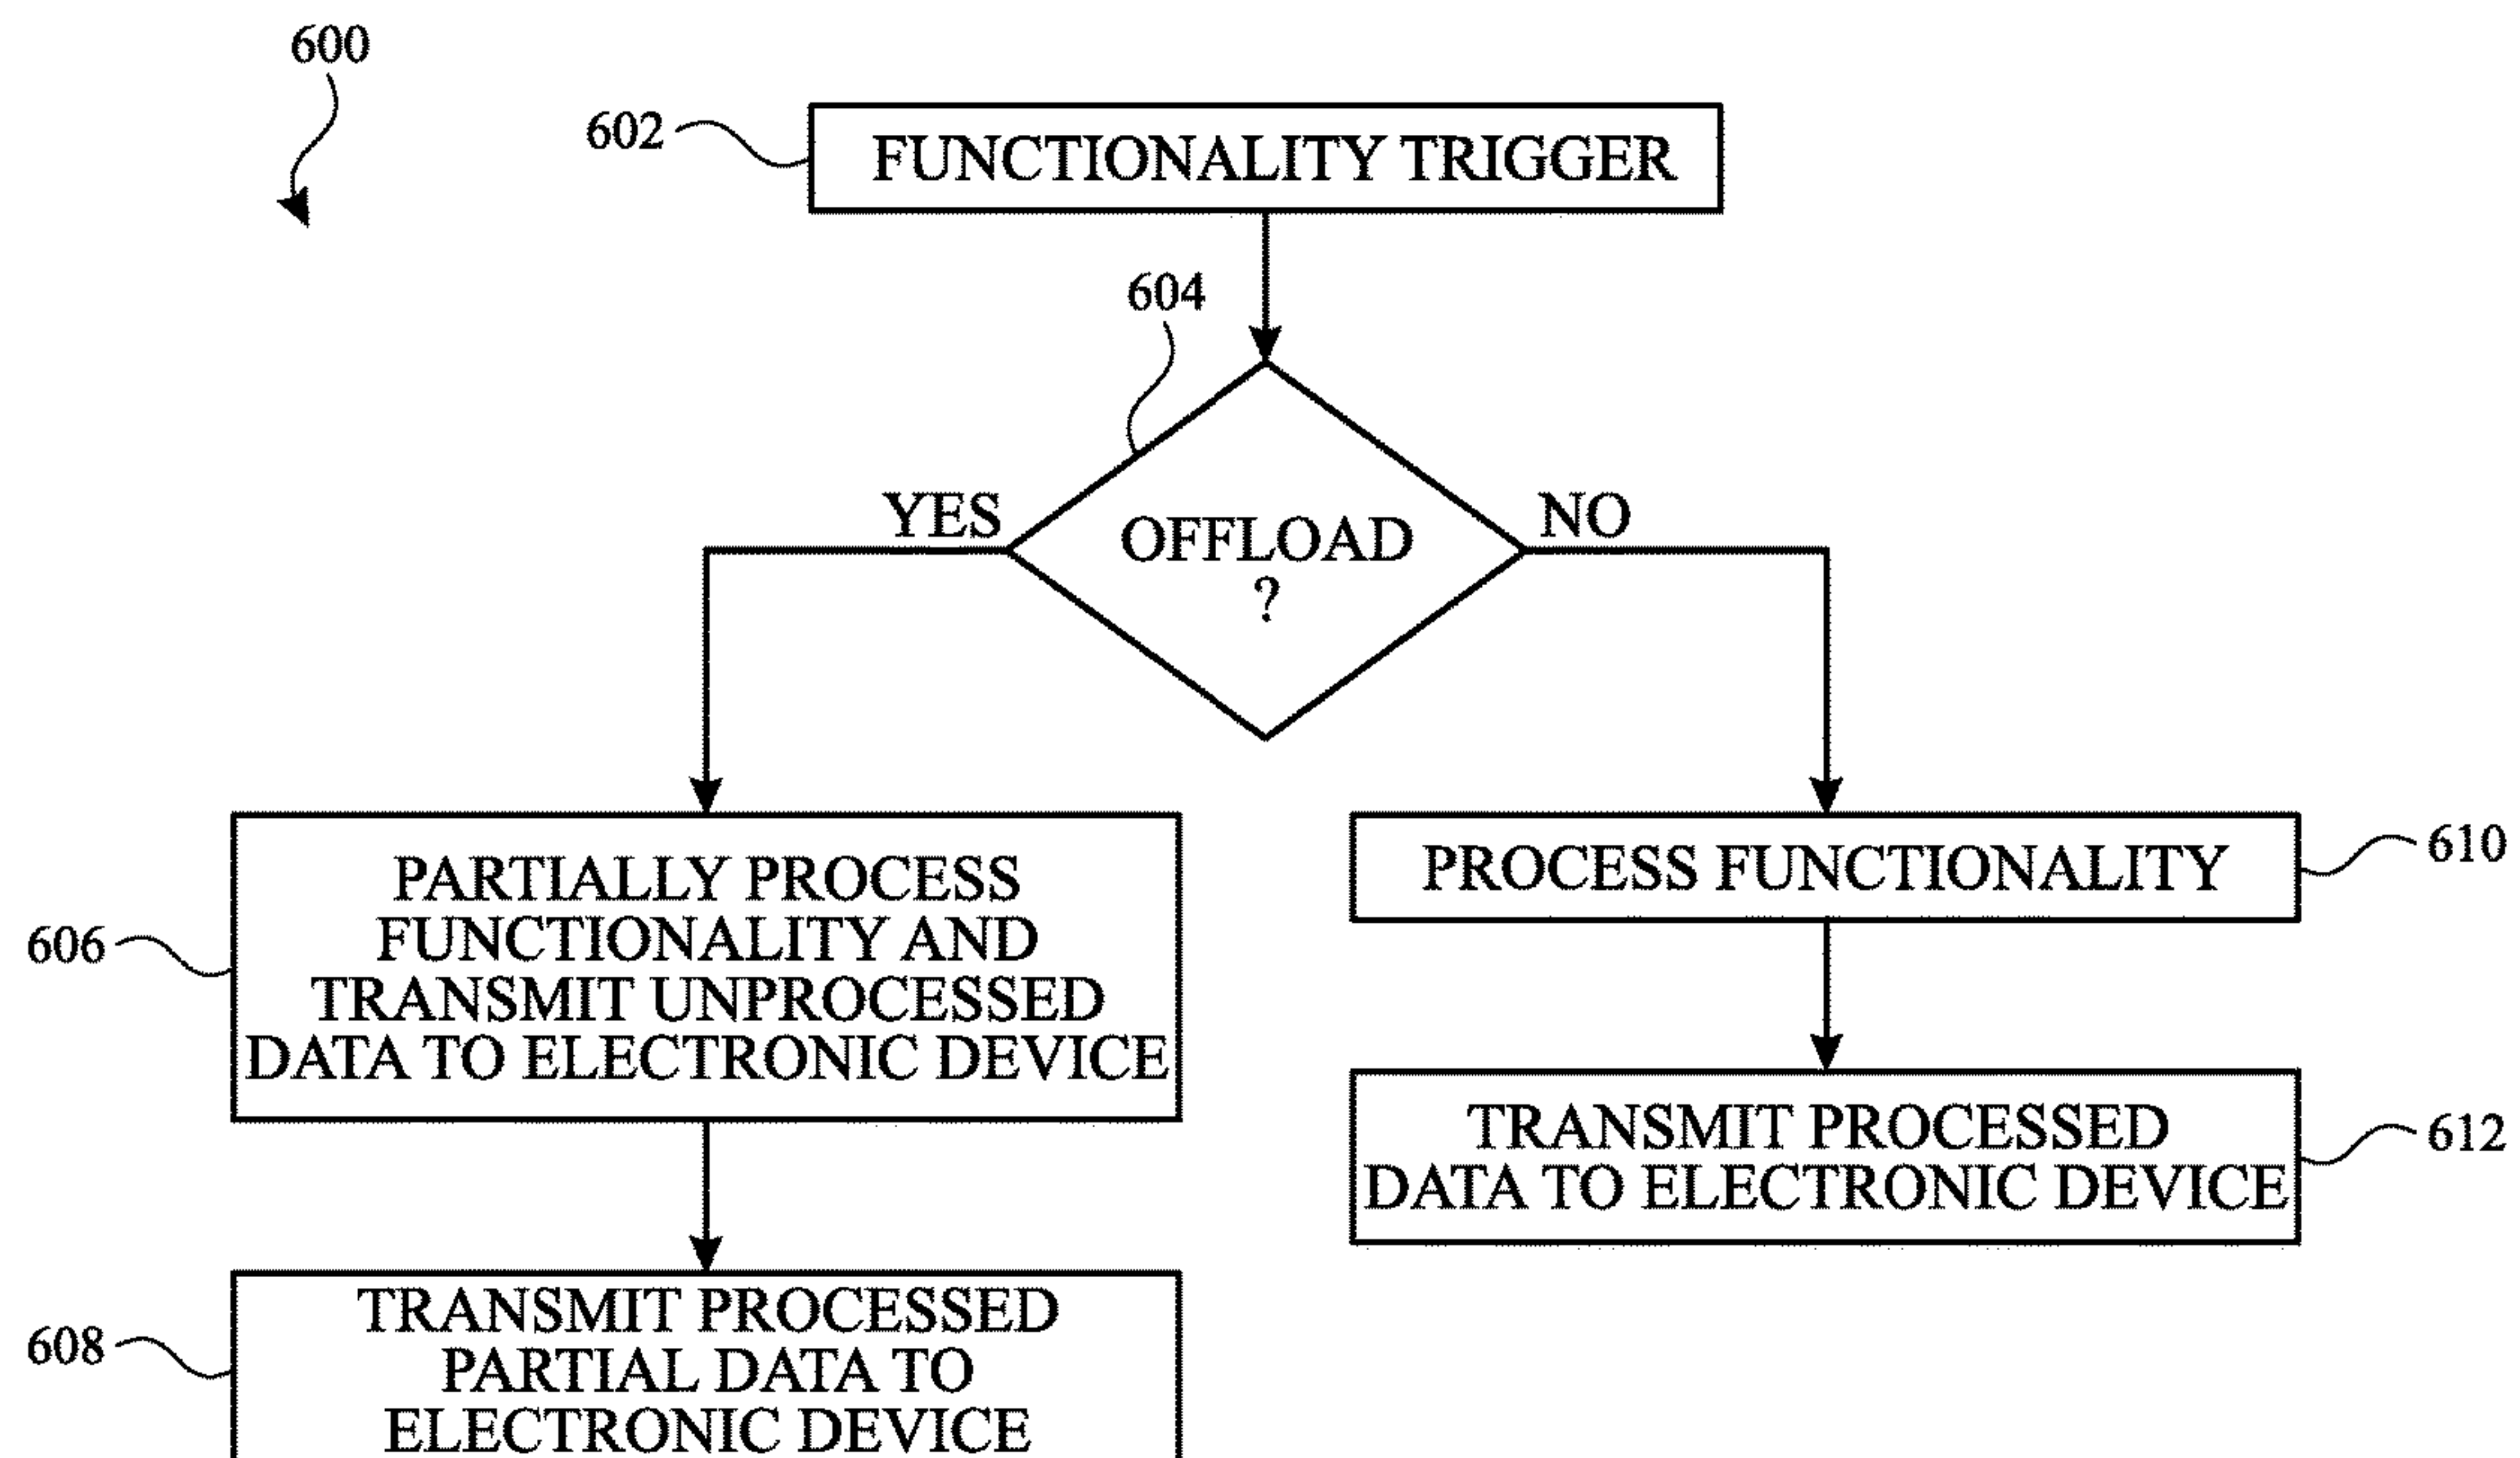 600
602
FUNCTIONALITY TRIGGER
604
YES
OFFLOAD
?
NO
606
PARTIALLY PROCESS
FUNCTIONALITY AND
TRANSMIT UNPROCESSED
DATA TO ELECTRONIC DEVICE
PROCESS FUNCTIONALITY
610
TRANSMIT PROCESSED
DATA TO ELECTRONIC DEVICE
612
608
TRANSMIT PROCESSED
PARTIAL DATA TO
ELECTRONIC DEVICE